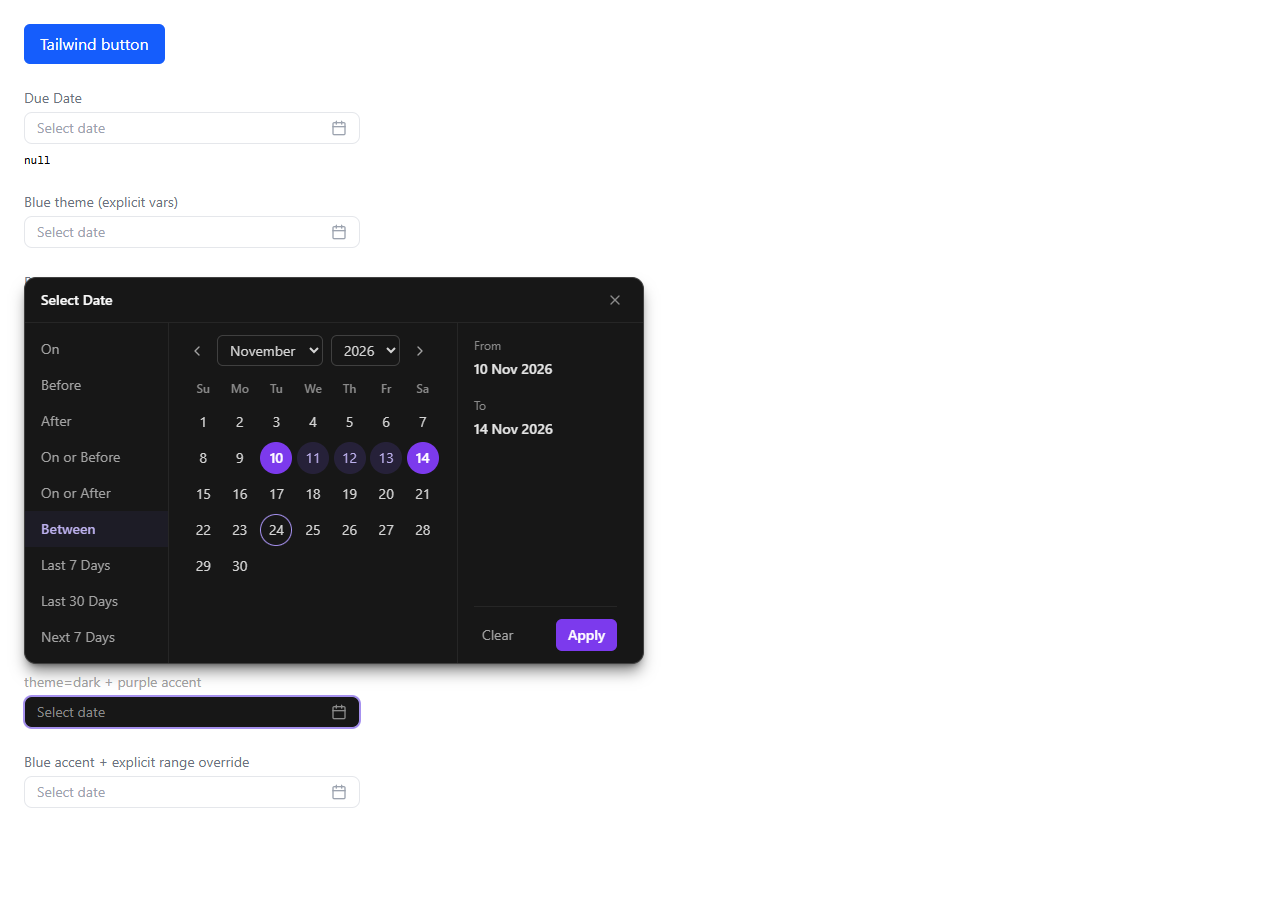 Tailwind button
Due Date
Select date
null
Blue theme (explicit vars)
Select date
Select Date
On
Before
After
On or Before
On or After
Between
Last 7 Days
Last 30 Days
Next 7 Days
November 2026
Su Mo Tu We Th Fr Sa
1 2 3 4 5 6 7
8 9 10 11 12 13 14
15 16 17 18 19 20 21
22 23 24 25 26 27 28
29 30
From
10 Nov 2026
To
14 Nov 2026
Clear Apply
theme=dark + purple accent
Select date
Blue accent + explicit range override
Select date